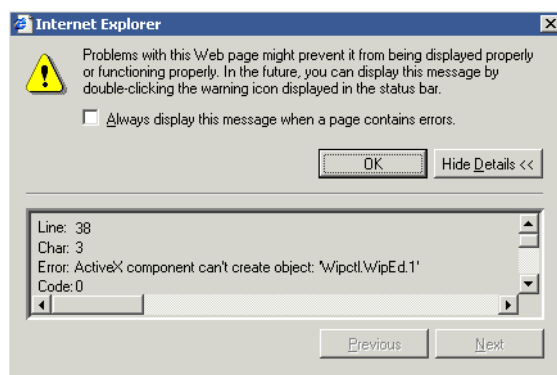 Internet Explorer
Problems with this Web page might prevent it from being displayed properly
or functioning properly. In the future, you can display this message by
double-clicking the warning icon displayed in the status bar.
Always display this message when a page contains errors.
OK
Hide Details <<
Line: 38
Char: 3
Error: ActiveX component can't create object: 'Wipctl.WipEd.1'
Code:0
Previous
Next